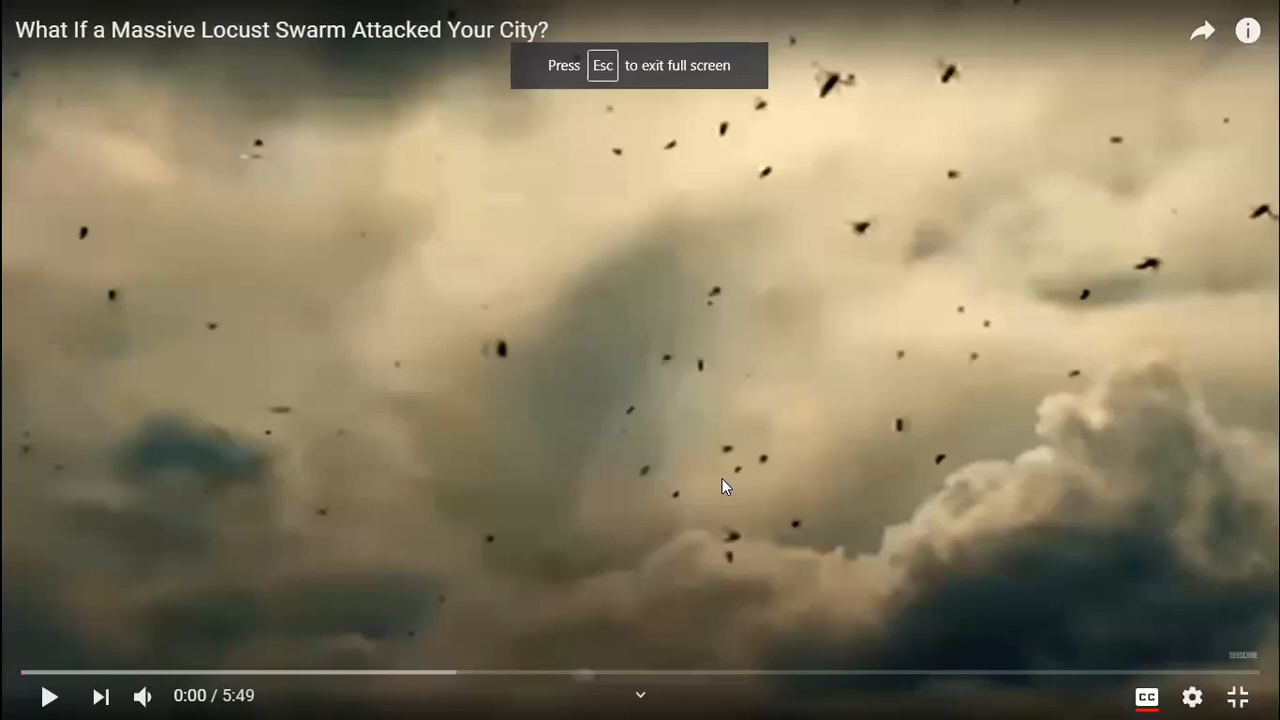 What If a Massive Locust Swarm Attacked Your City?
Press Esc to exit full screen
SUBSCRIBE
0:00 / 5:49
CC